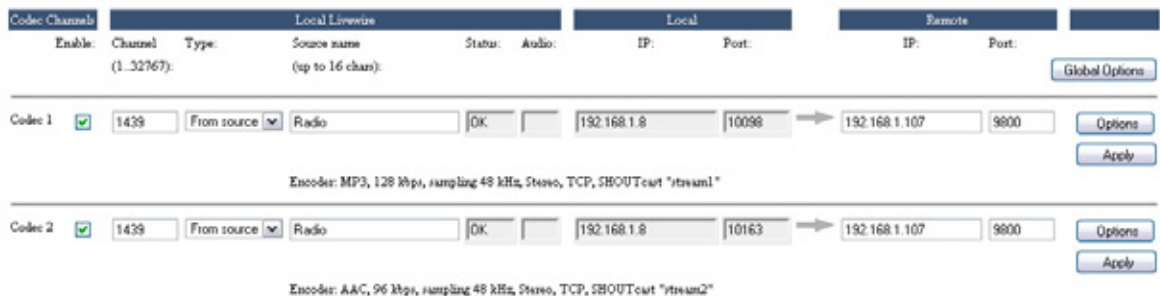 Codec Channels Local Livewire Local Remote
Enable: Channel Type: Source name Status: Audio: IP: Port: IP: Port:
(1..32767): (up to 16 chars):
Global Options
Codec 1 1439 From source Radio OK 192.168.1.8 10098 192.168.1.107 9800 Options
Apply
Encoder: MP3, 128 kbps, sampling 48 kHz, Stereo, TCP, SHOUTcast "stream1"
Codec 2 1439 From source Radio OK 192.168.1.8 10163 192.168.1.107 9800 Options
Apply
Encoder: AAC, 96 kbps, sampling 48 kHz, Stereo, TCP, SHOUTcast "stream2"